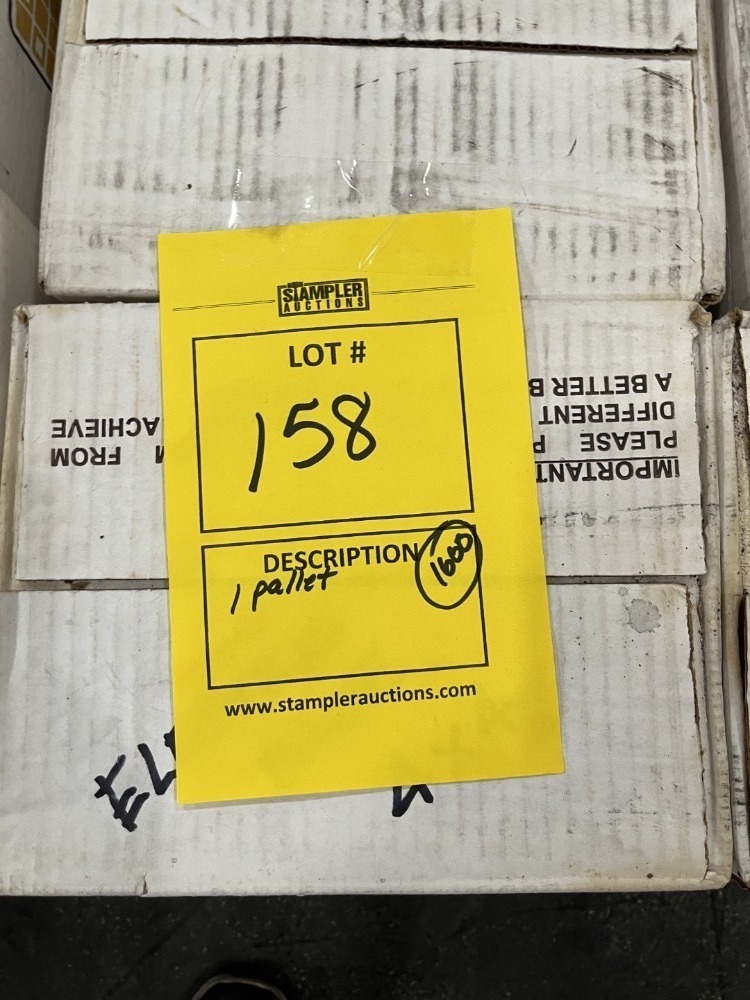 STAMPLER
AUCTIONS
LOT #
158
DESCRIPTION
1600
1 pallet
www.stamplerauctions.com
IMPORTANT
PLEASE
DIFFERENT
A BETTER
FROM
ACHIEVE